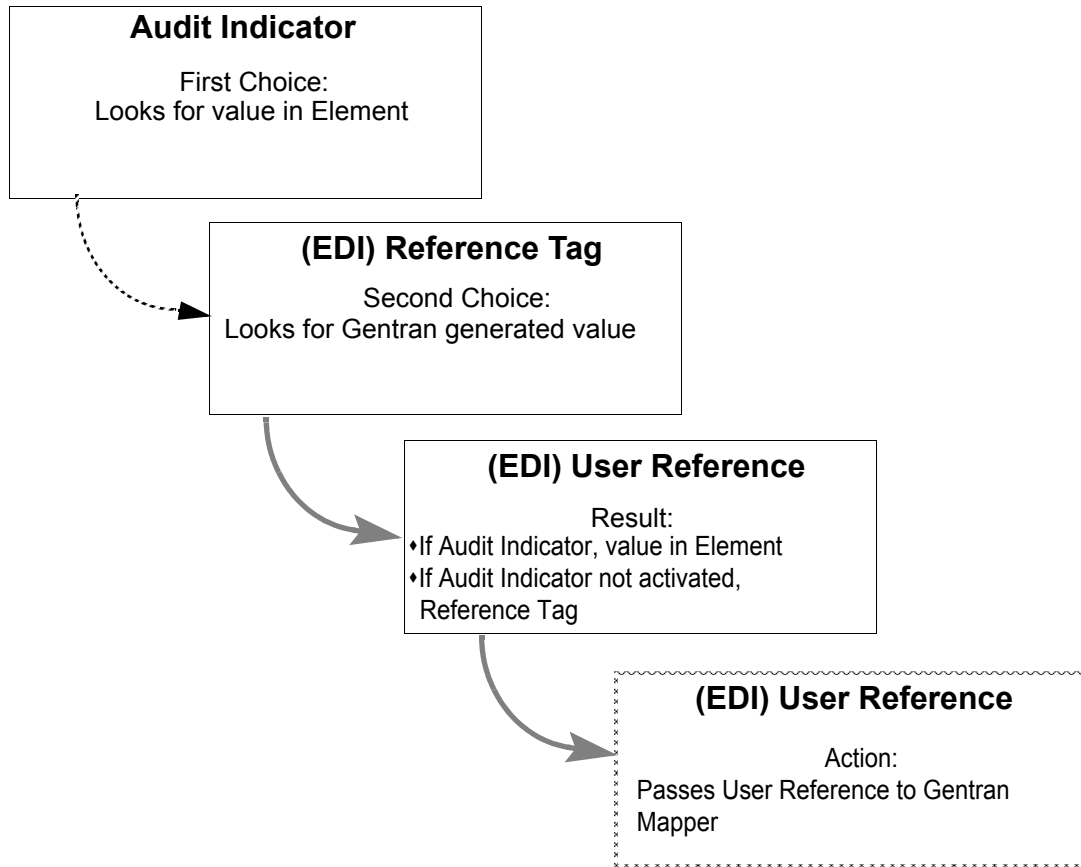 Audit Indicator
First Choice:
Looks for value in Element
(EDI) Reference Tag
Second Choice:
Looks for Gentran generated value
(EDI) User Reference
Result:
♦If Audit Indicator, value in Element
♦If Audit Indicator not activated,
Reference Tag
(EDI) User Reference
Action:
Passes User Reference to Gentran
Mapper